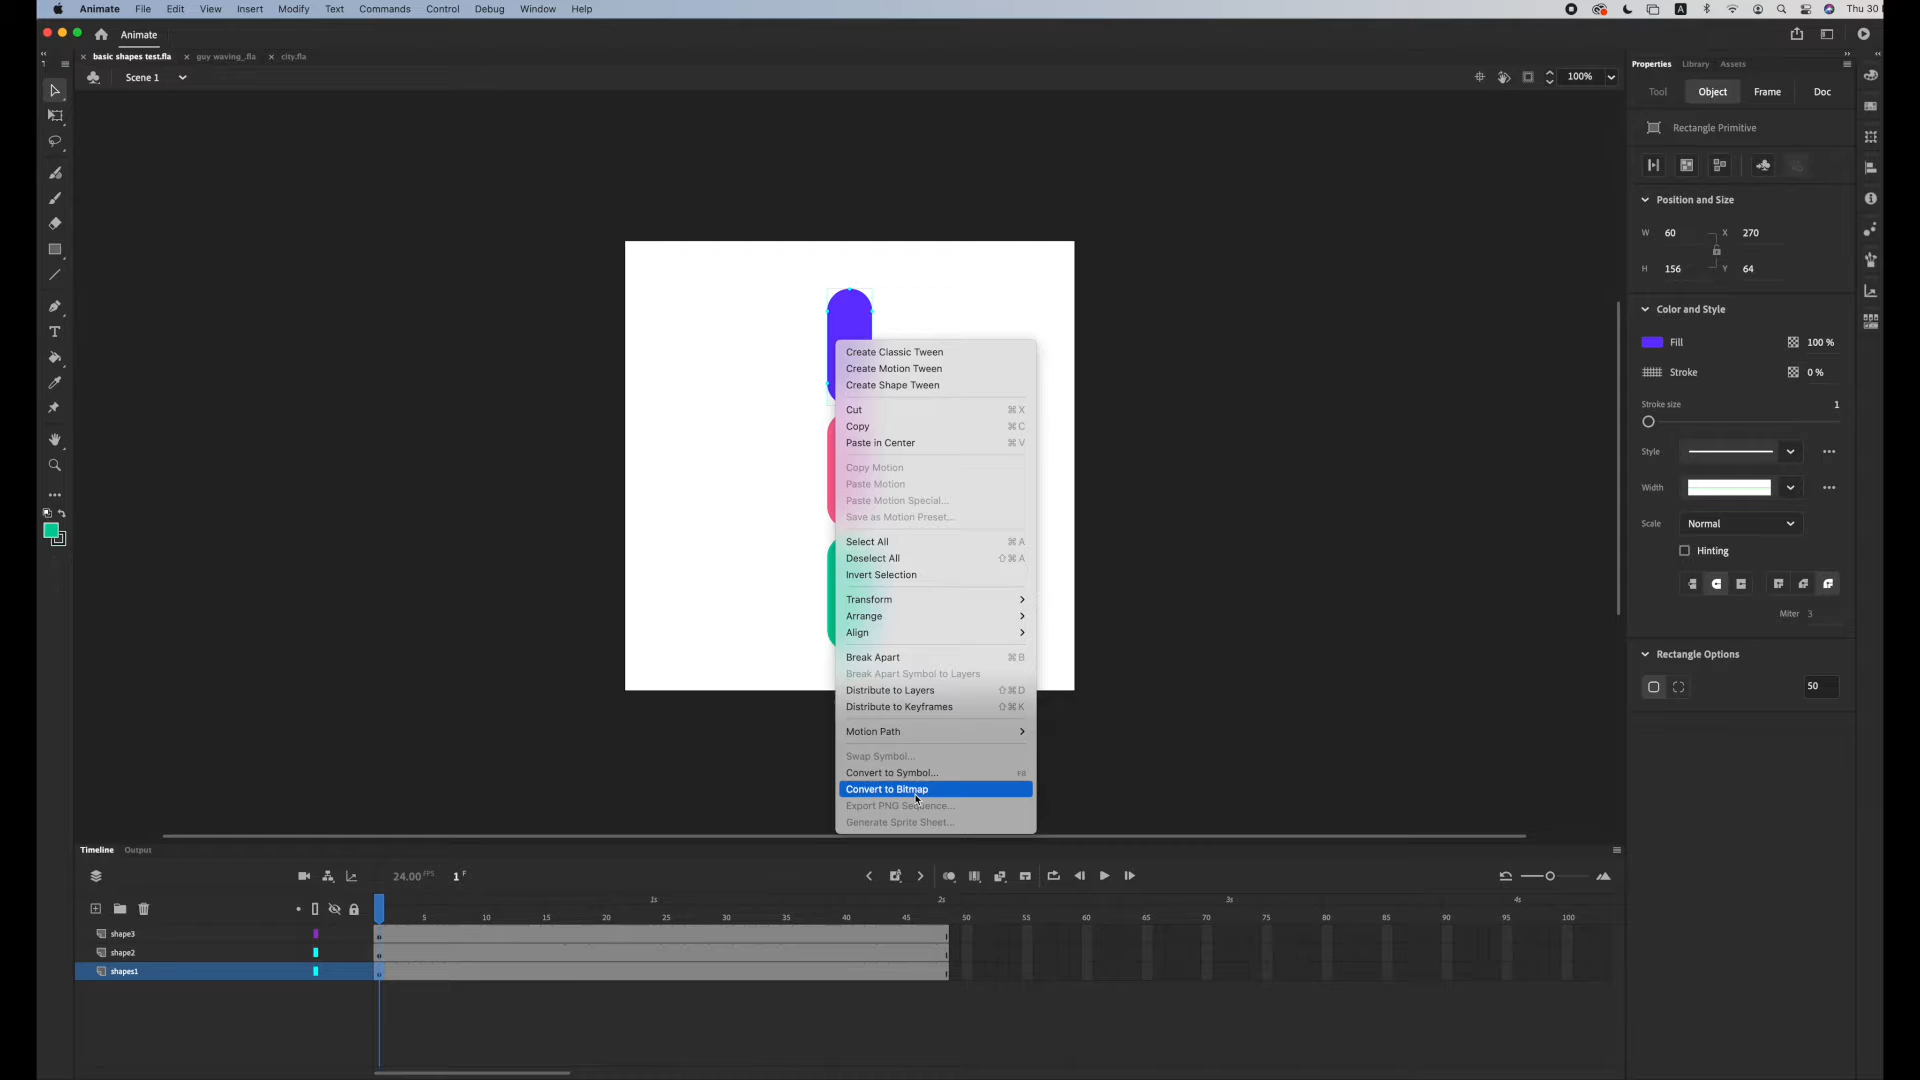 Animate File Edit View Insert Modify Text Commands Control Debug Window Help
A Thu 30
Animate
basic shapes test.fla guy waving_.fla city.fla
Scene 1
100%
Properties Library Assets
Tool Object Frame Doc
Rectangle Primitive
Position and Size
W 60 X 270
H 156 Y 64
Color and Style
Fill 100 %
Stroke 0 %
Stroke size 1
Style
Width
Scale Normal
Hinting
Miter 3
Rectangle Options
50
Create Classic Tween
Create Motion Tween
Create Shape Tween
Cut ⌘X
Copy ⌘C
Paste in Center ⌘V
Copy Motion
Paste Motion
Paste Motion Special...
Save as Motion Preset...
Select All ⌘A
Deselect All ⇧⌘A
Invert Selection
Transform
Arrange
Align
Break Apart ⌘B
Break Apart Symbol to Layers
Distribute to Layers ⇧⌘D
Distribute to Keyframes ⇧⌘K
Motion Path
Swap Symbol...
Convert to Symbol... F8
Convert to Bitmap
Export PNG Sequence...
Generate Sprite Sheet...
Timeline Output
24.00 FPS 1 F
1s 2s 3s 4s
5 10 15 20 25 30 35 40 45 50 55 60 65 70 75 80 85 90 95 100
shape3
shape2
shapes1